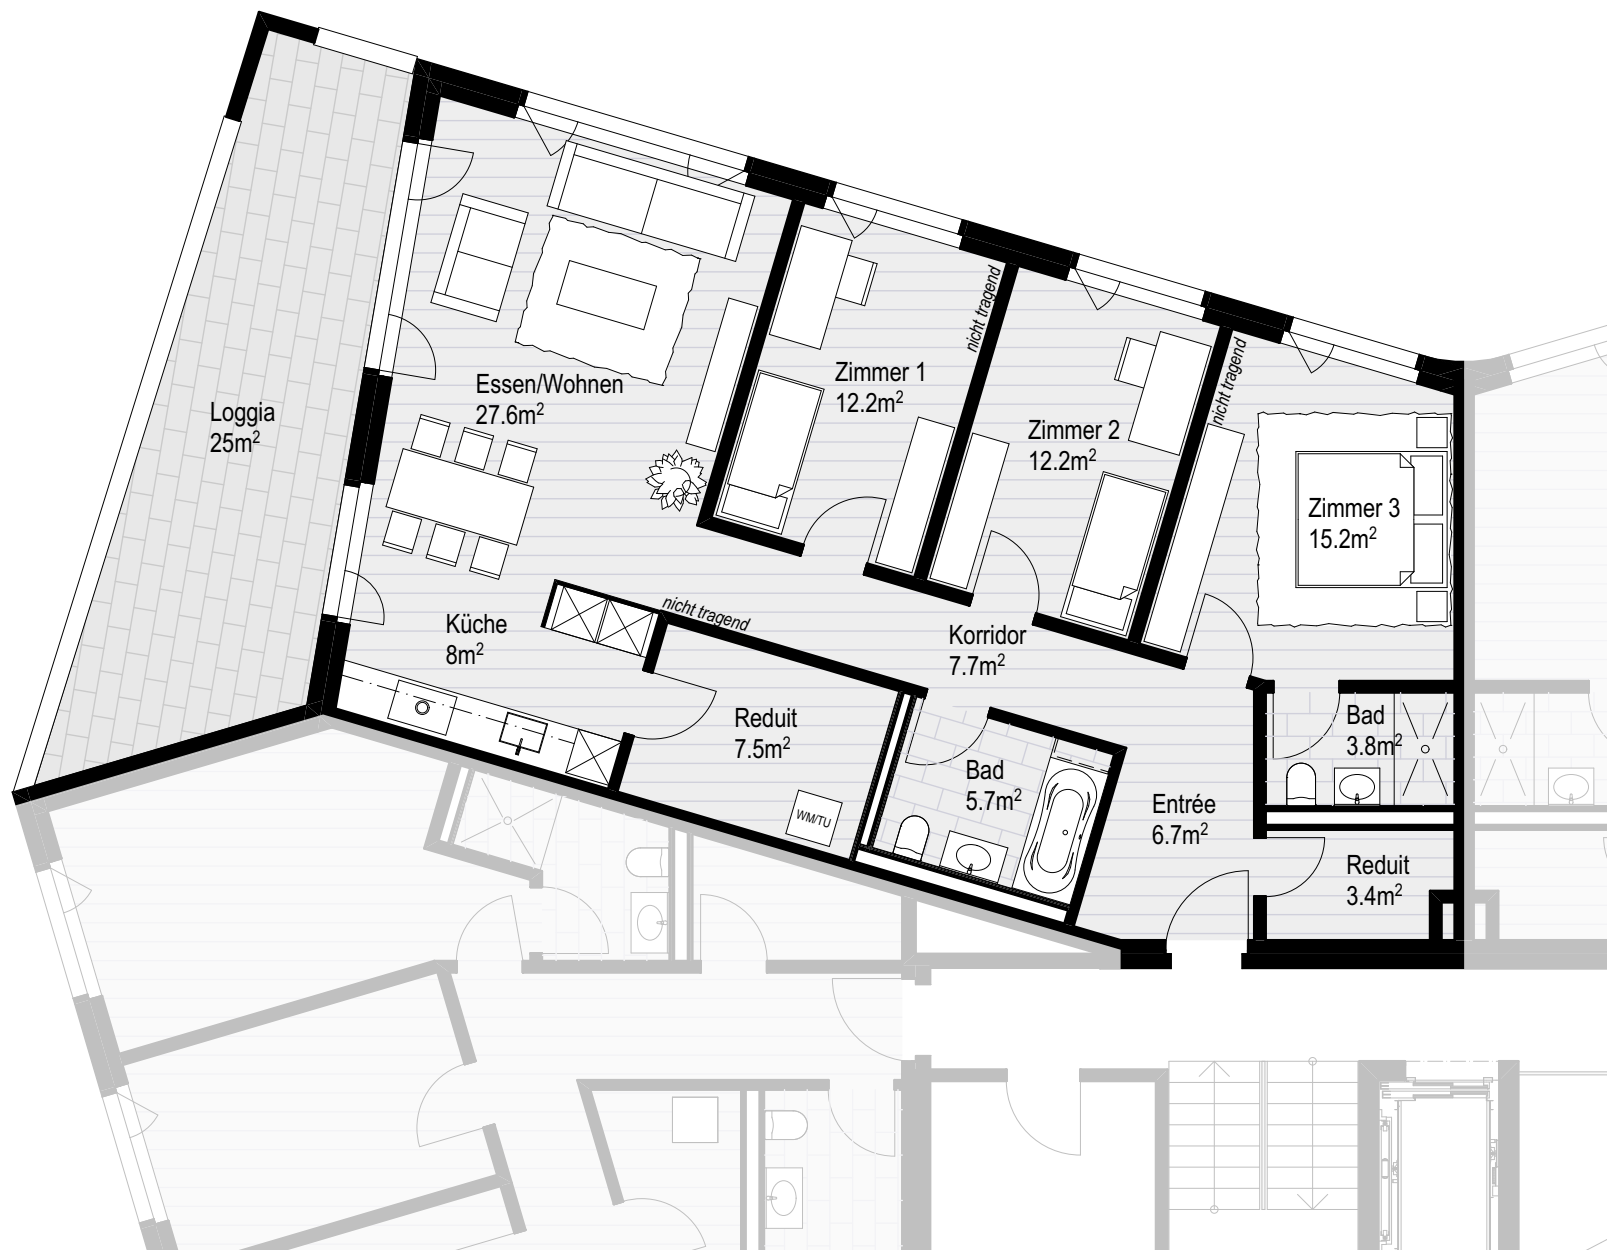 Loggia
25m²
Essen/Wohnen
27.6m²
Zimmer 1
12.2m²
nicht tragend
Zimmer 2
12.2m²
nicht tragend
Zimmer 3
15.2m²
Küche
8m²
nicht tragend
Korridor
7.7m²
Reduit
7.5m²
WM/TU
Bad
5.7m²
Entrée
6.7m²
Bad
3.8m²
Reduit
3.4m²